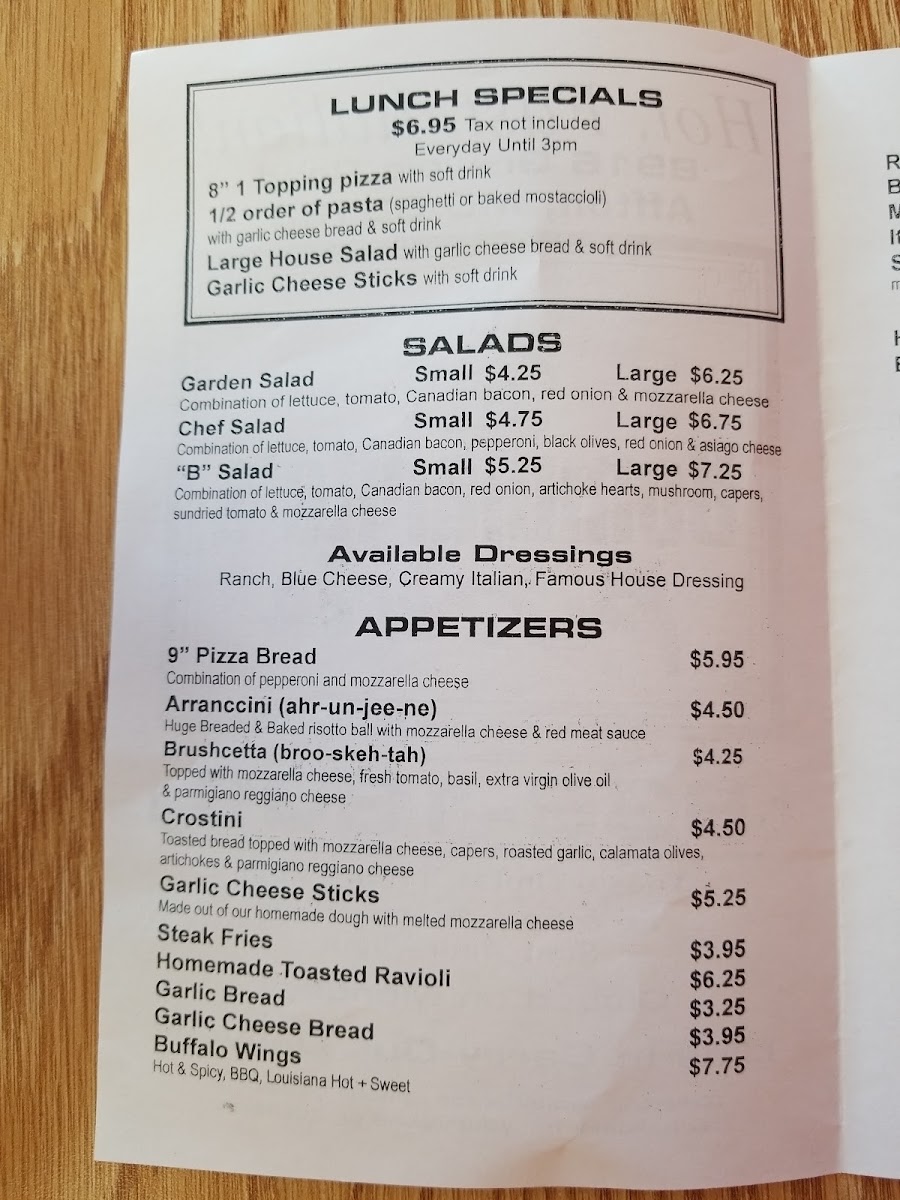 LUNCH SPECIALS
$6.95 Tax not included
Everyday Until 3pm
8” 1 Topping pizza with soft drink
1/2 order of pasta (spaghetti or baked mostaccioli)
with garlic cheese bread & soft drink
Large House Salad with garlic cheese bread & soft drink
Garlic Cheese Sticks with soft drink
SALADS
Garden Salad Small $4.25 Large $6.25
Combination of lettuce, tomato, Canadian bacon, red onion & mozzarella cheese
Chef Salad Small $4.75 Large $6.75
Combination of lettuce, tomato, Canadian bacon, pepperoni, black olives, red onion & asiago cheese
“B” Salad Small $5.25 Large $7.25
Combination of lettuce, tomato, Canadian bacon, red onion, artichoke hearts, mushroom, capers,
sundried tomato & mozzarella cheese
Available Dressings
Ranch, Blue Cheese, Creamy Italian, Famous House Dressing
APPETIZERS
9” Pizza Bread $5.95
Combination of pepperoni and mozzarella cheese
Arranccini (ahr-un-jee-ne) $4.50
Huge Breaded & Baked risotto ball with mozzarella cheese & red meat sauce
Brushcetta (broo-skeh-tah) $4.25
Topped with mozzarella cheese, fresh tomato, basil, extra virgin olive oil
& parmigiano reggiano cheese
Crostini $4.50
Toasted bread topped with mozzarella cheese, capers, roasted garlic, calamata olives,
artichokes & parmigiano reggiano cheese
Garlic Cheese Sticks $5.25
Made out of our homemade dough with melted mozzarella cheese
Steak Fries $3.95
Homemade Toasted Ravioli $6.25
Garlic Bread $3.25
Garlic Cheese Bread $3.95
Buffalo Wings $7.75
Hot & Spicy, BBQ, Louisiana Hot + Sweet